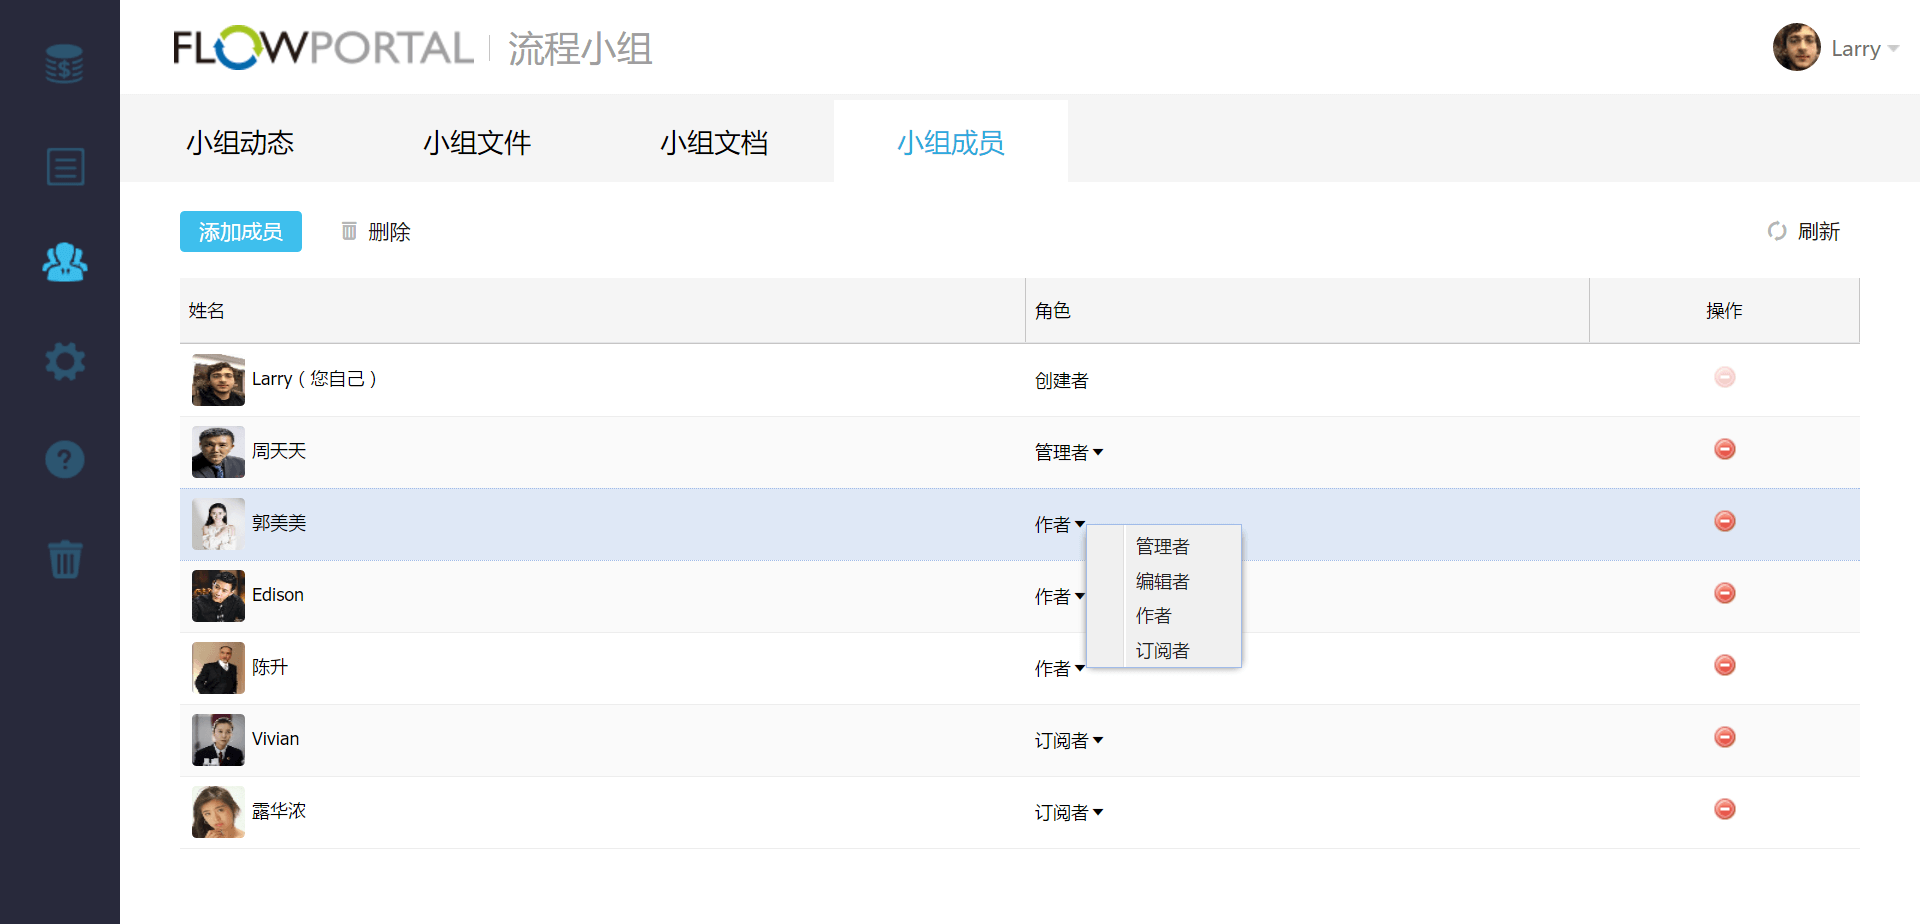 FLOWPORTAL 流程小组
Larry
小组动态 小组文件 小组文档 小组成员
添加成员 删除 刷新
姓名 角色 操作
Larry（您自己） 创建者
周天天 管理者
郭美美 作者
管理者
编辑者
作者
订阅者
Edison 作者
陈升 作者
Vivian 订阅者
露华浓 订阅者